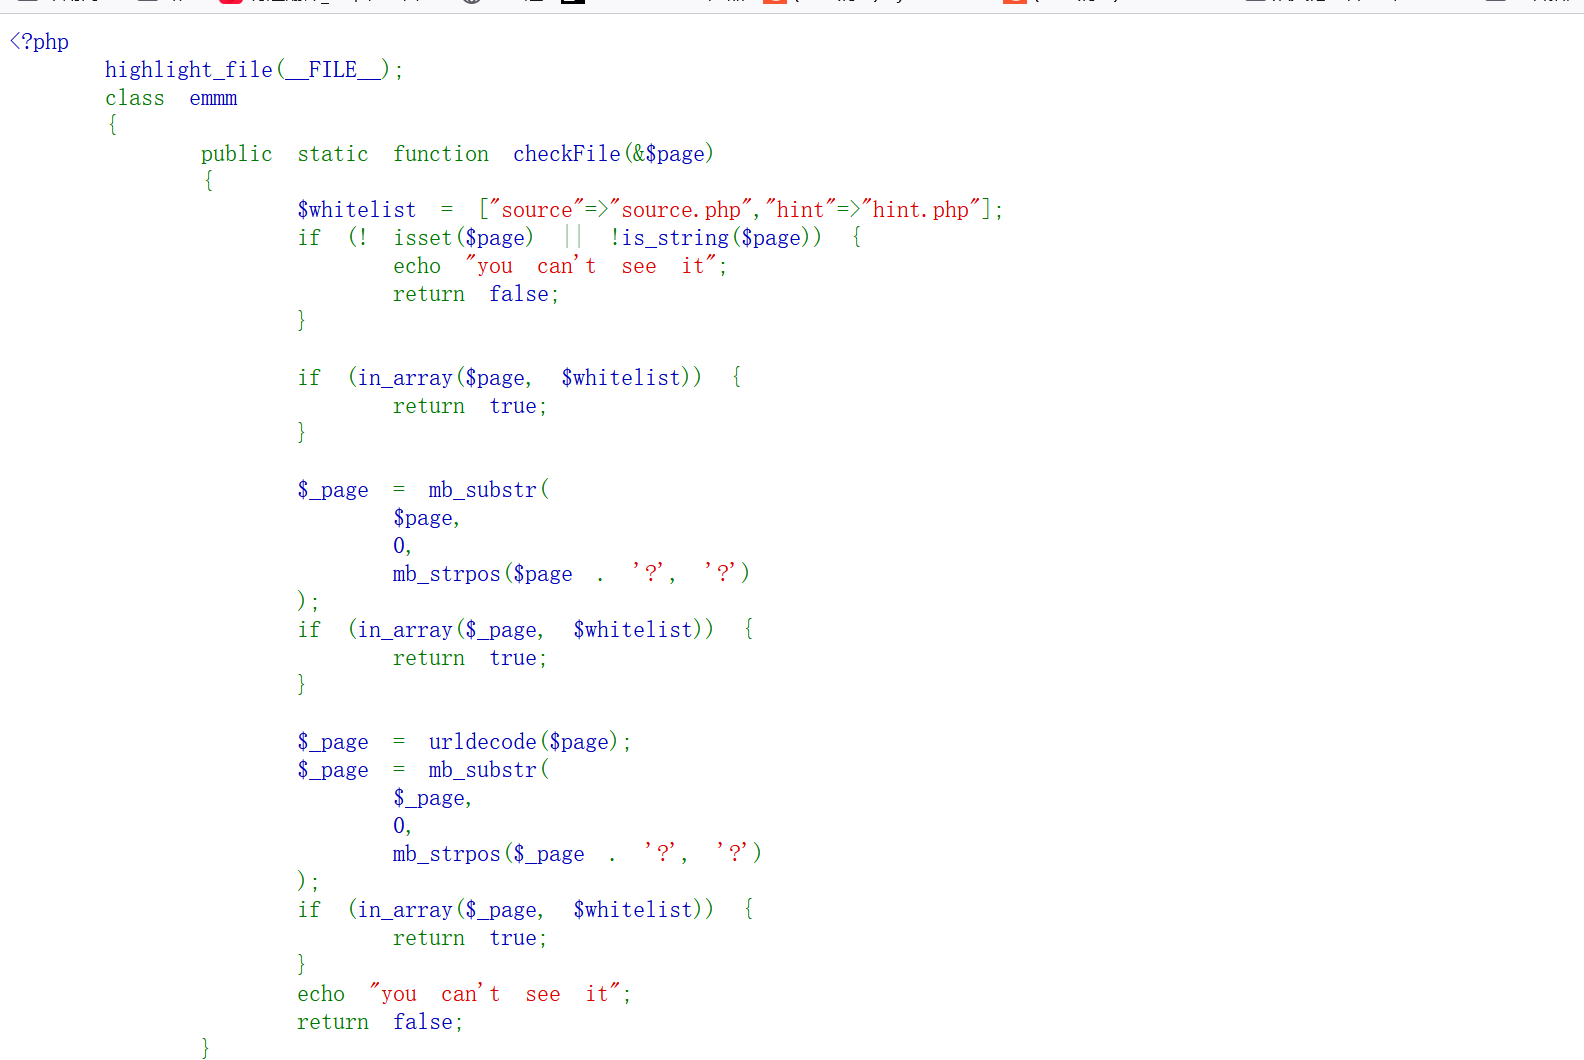 <?php
highlight_file(__FILE__);
class emmm
{
public static function checkFile(&$page)
{
$whitelist = ["source"=>"source.php","hint"=>"hint.php"];
if (! isset($page) || !is_string($page)) {
echo "you can't see it";
return false;
}
if (in_array($page, $whitelist)) {
return true;
}
$_page = mb_substr(
$page,
0,
mb_strpos($page . '?', '?')
);
if (in_array($_page, $whitelist)) {
return true;
}
$_page = urldecode($page);
$_page = mb_substr(
$_page,
0,
mb_strpos($_page . '?', '?')
);
if (in_array($_page, $whitelist)) {
return true;
}
echo "you can't see it";
return false;
}